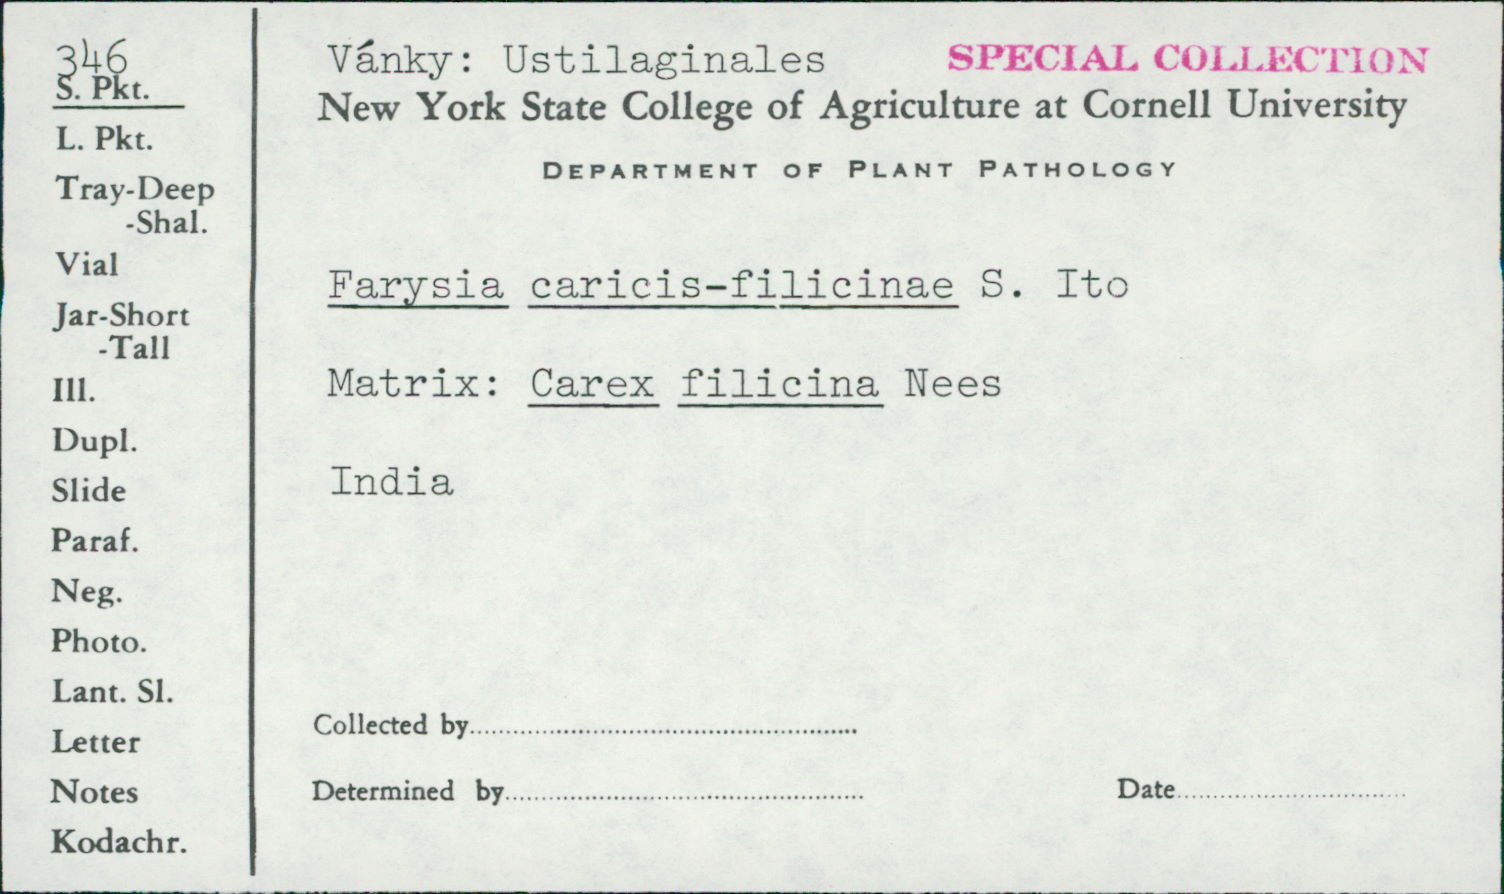 346
S. Pkt.
L. Pkt.
Tray-Deep
-Shal.
Vial
Jar-Short
-Tall
Ill.
Dupl.
Slide
Paraf.
Neg.
Photo.
Lant. Sl.
Letter
Notes
Kodachr.
Vánky: Ustilaginales SPECIAL COLLECTION
New York State College of Agriculture at Cornell University
DEPARTMENT OF PLANT PATHOLOGY
Farysia caricis-filicinae S. Ito
Matrix: Carex filicina Nees
India
Collected by
Determined by Date